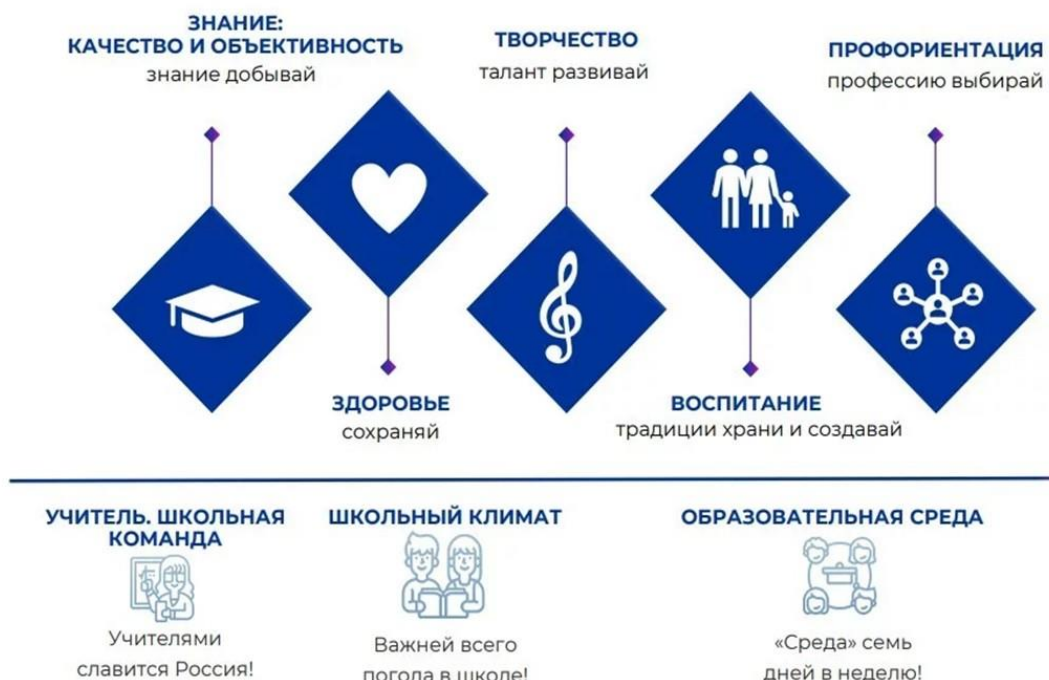 ЗНАНИЕ:
КАЧЕСТВО И ОБЪЕКТИВНОСТЬ
знание добывай
ТВОРЧЕСТВО
талант развивай
ПРОФОРИЕНТАЦИЯ
профессию выбирай
ЗДОРОВЬЕ
сохраняй
ВОСПИТАНИЕ
традиции храни и создавай
УЧИТЕЛЬ. ШКОЛЬНАЯ
КОМАНДА
Учителями
славится Россия!
ШКОЛЬНЫЙ КЛИМАТ
Важней всего
погода в школе!
ОБРАЗОВАТЕЛЬНАЯ СРЕДА
«Среда» семь
дней в неделю!